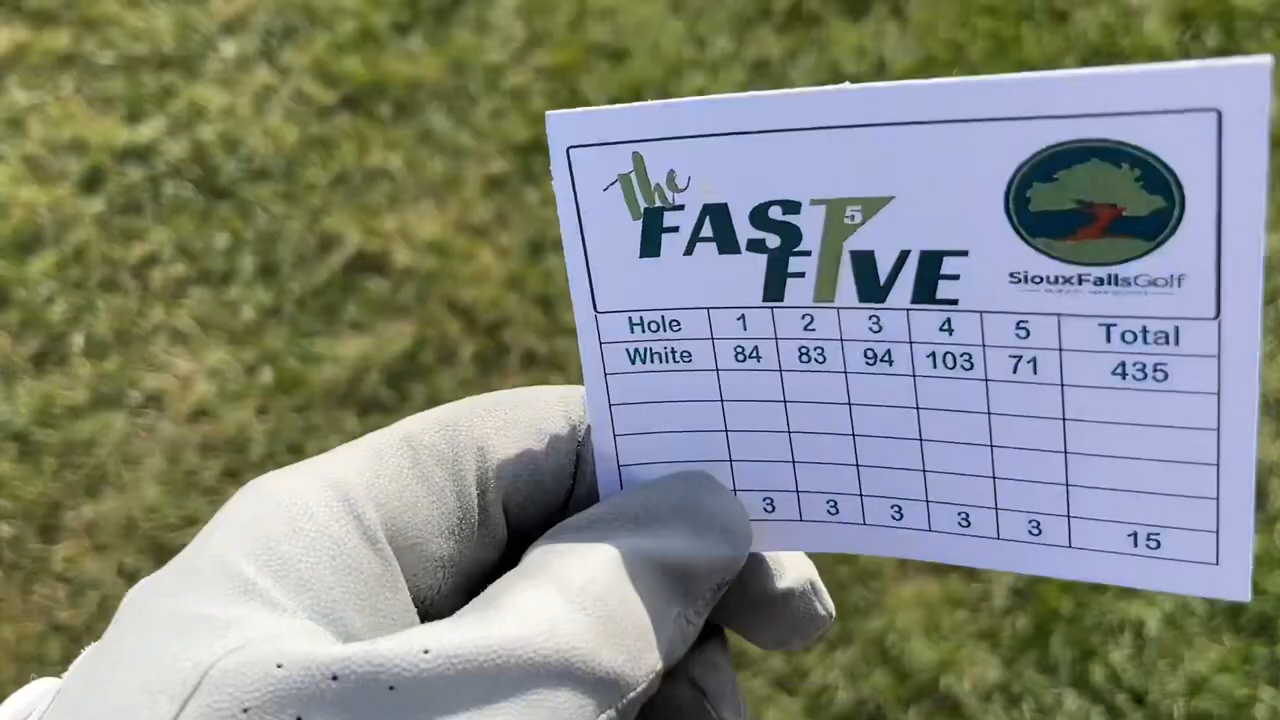 The
FAST 5
FIVE
SiouxFallsGolf
Hole 1 2 3 4 5 Total
White 84 83 94 103 71 435
3 3 3 3 3 15